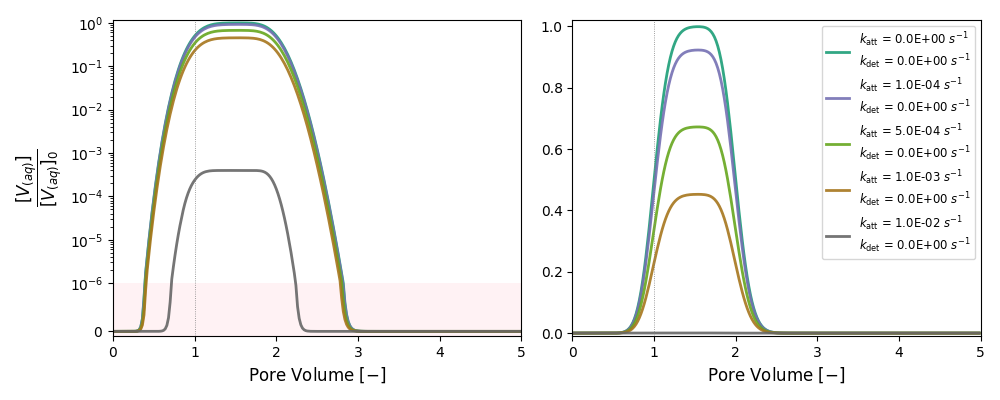 [V(aq)]
[V(aq)]0
10^0
10^-1
10^-2
10^-3
10^-4
10^-5
10^-6
0
0 1 2 3 4 5
Pore Volume [−]
1.0
0.8
0.6
0.4
0.2
0.0
0 1 2 3 4 5
Pore Volume [−]
k_att = 0.0E+00 s^-1
k_det = 0.0E+00 s^-1
k_att = 1.0E-04 s^-1
k_det = 0.0E+00 s^-1
k_att = 5.0E-04 s^-1
k_det = 0.0E+00 s^-1
k_att = 1.0E-03 s^-1
k_det = 0.0E+00 s^-1
k_att = 1.0E-02 s^-1
k_det = 0.0E+00 s^-1